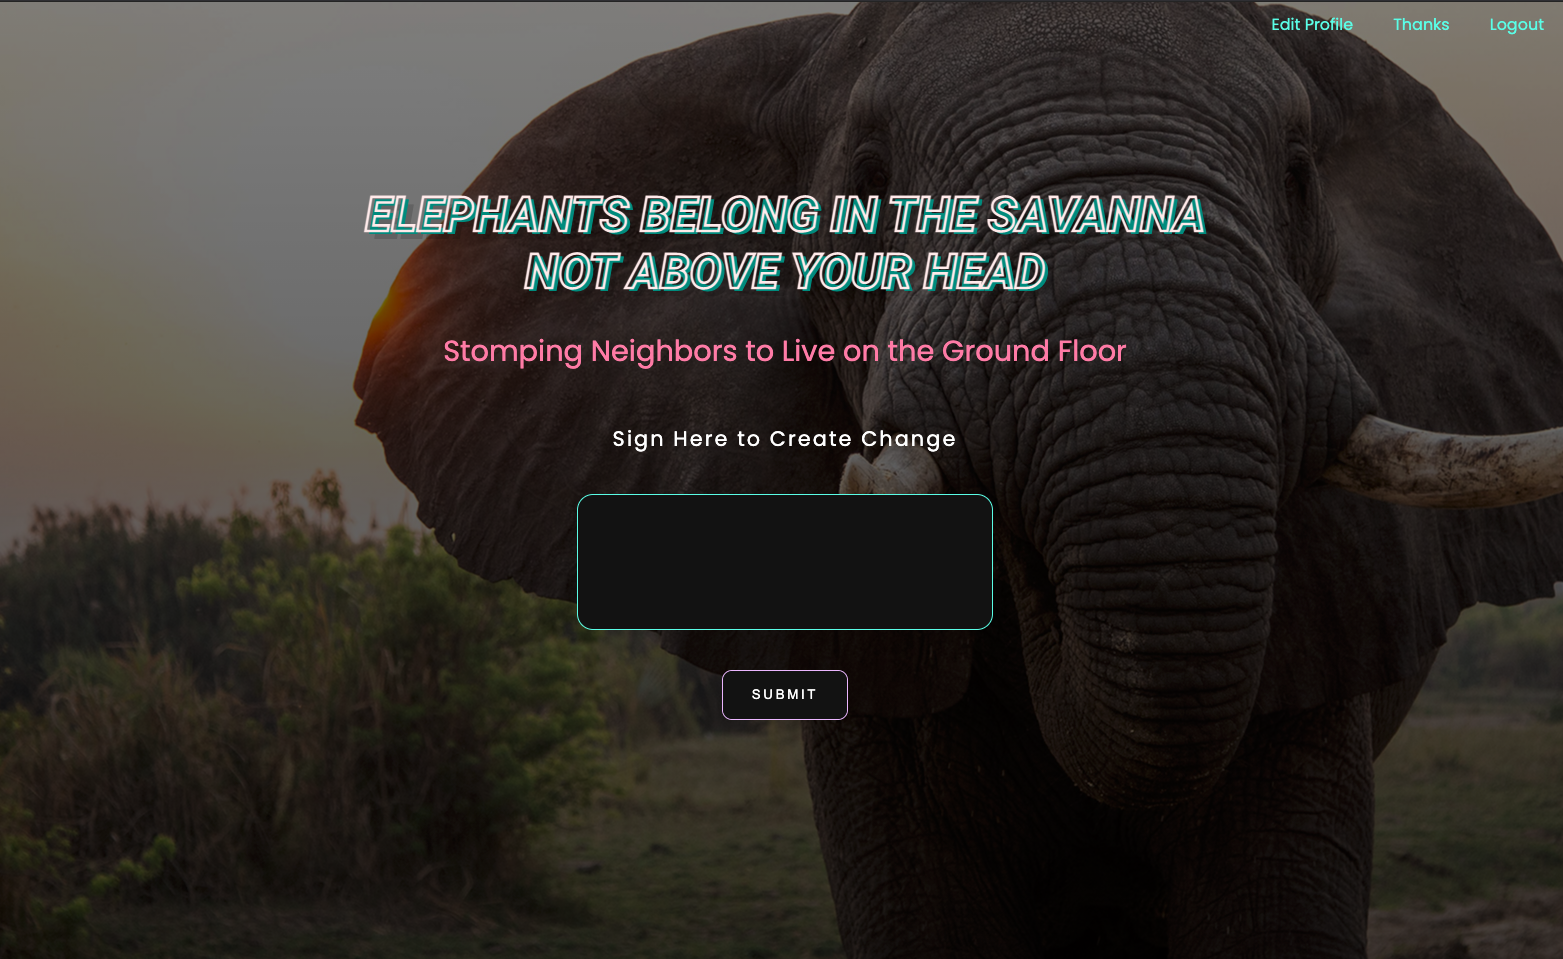 Edit Profile Thanks Logout
ELEPHANTS BELONG IN THE SAVANNA
NOT ABOVE YOUR HEAD
Stomping Neighbors to Live on the Ground Floor
Sign Here to Create Change
SUBMIT